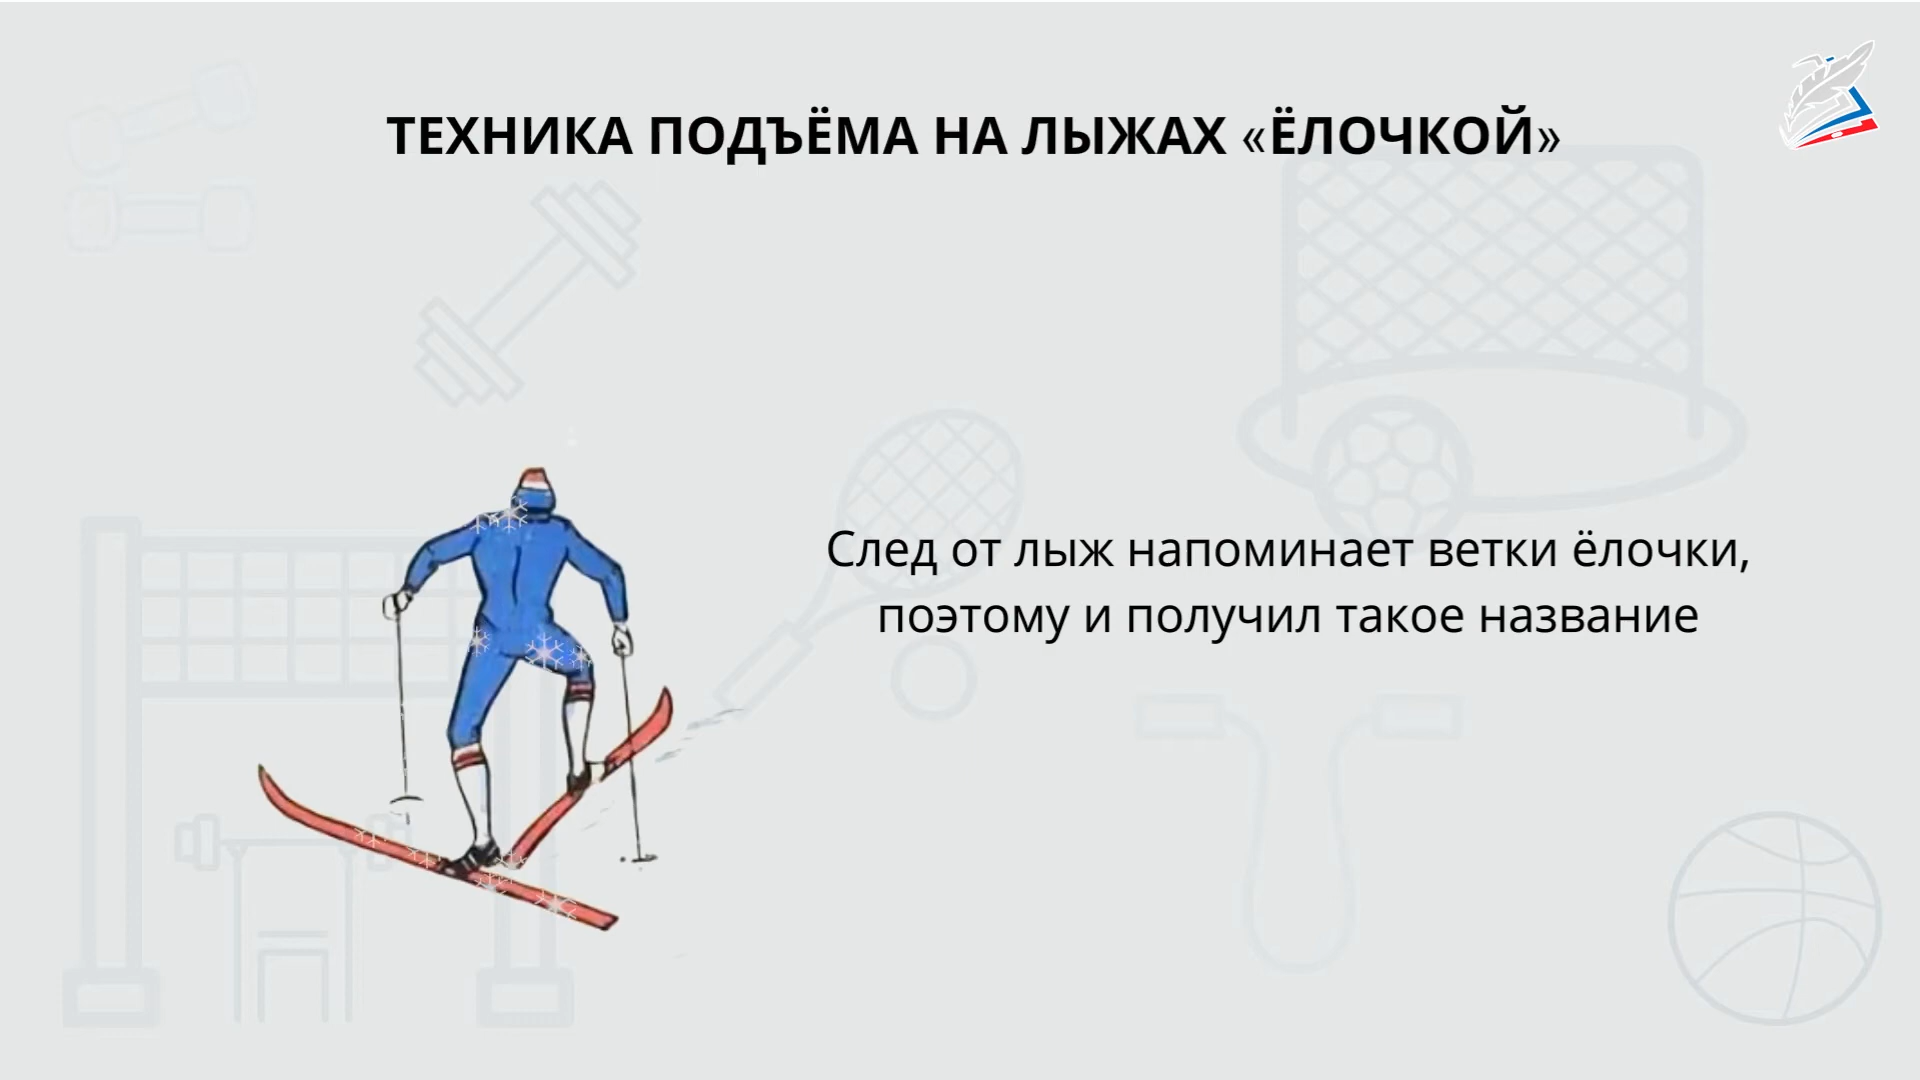 ТЕХНИКА ПОДЪЁМА НА ЛЫЖАХ «ЁЛОЧКОЙ»
След от лыж напоминает ветки ёлочки,
поэтому и получил такое название